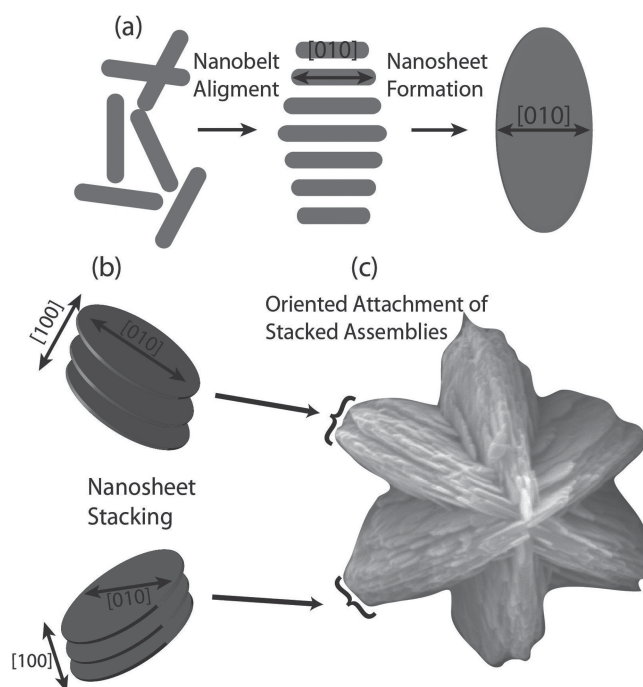 (a)
Nanobelt
Aligment
[010]
Nanosheet
Formation
[010]
(b)
[100]
[010]
(c)
Oriented Attachment of
Stacked Assemblies
Nanosheet
Stacking
[010]
[100]